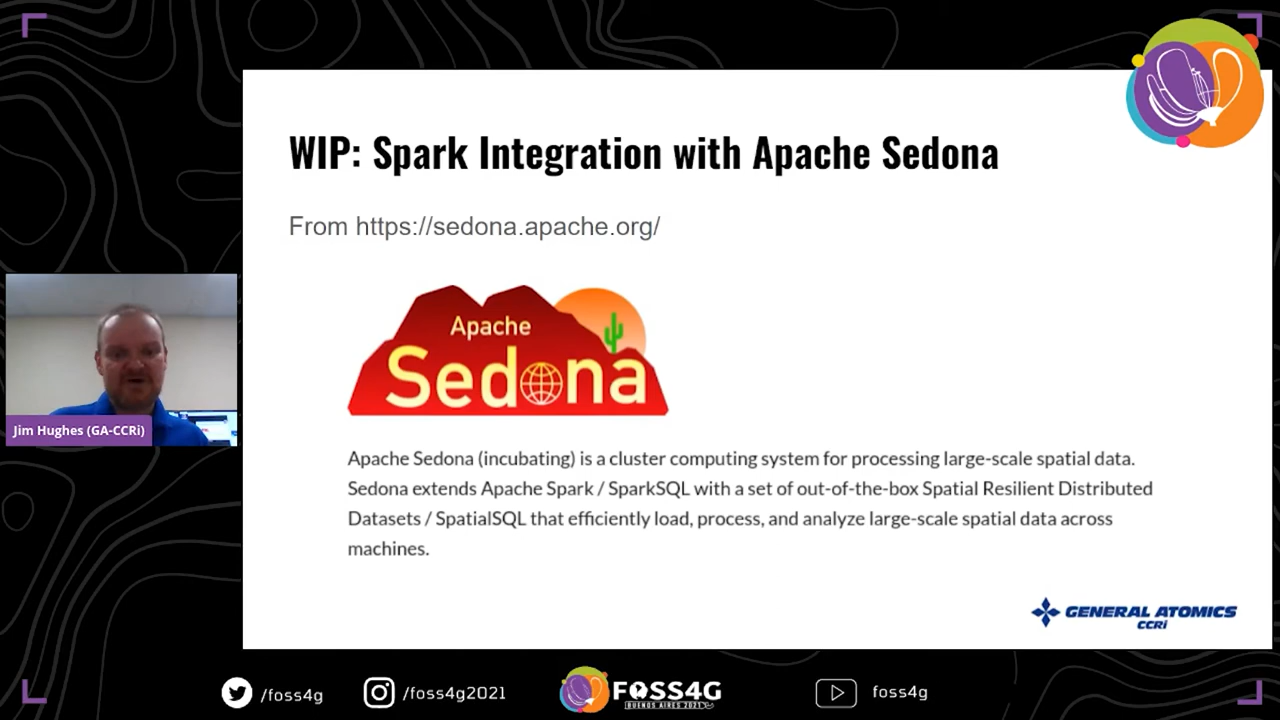 WIP: Spark Integration with Apache Sedona
From https://sedona.apache.org/
Apache
Sedona
Apache Sedona (incubating) is a cluster computing system for processing large-scale spatial data.
Sedona extends Apache Spark / SparkSQL with a set of out-of-the-box Spatial Resilient Distributed
Datasets / SpatialSQL that efficiently load, process, and analyze large-scale spatial data across
machines.
Jim Hughes (GA-CCRi)
GENERAL ATOMICS
CCRi
/foss4g
/foss4g2021
FOSS4G
BUENOS AIRES 2021
foss4g